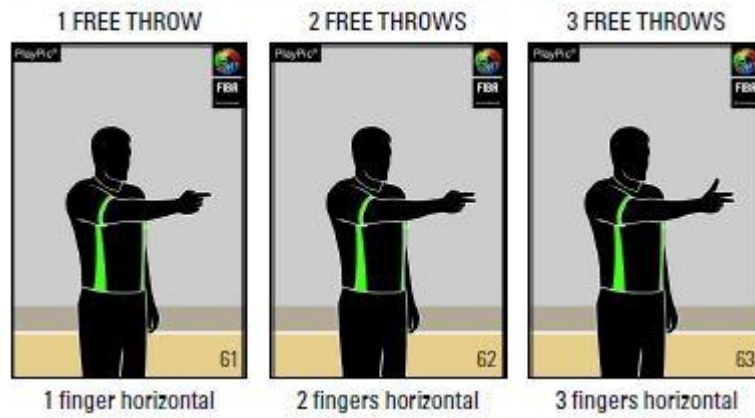 1 FREE THROW
2 FREE THROWS
3 FREE THROWS
PlayPic®
FIBA
PlayPic®
FIBA
PlayPic®
FIBA
61
62
63
1 finger horizontal
2 fingers horizontal
3 fingers horizontal